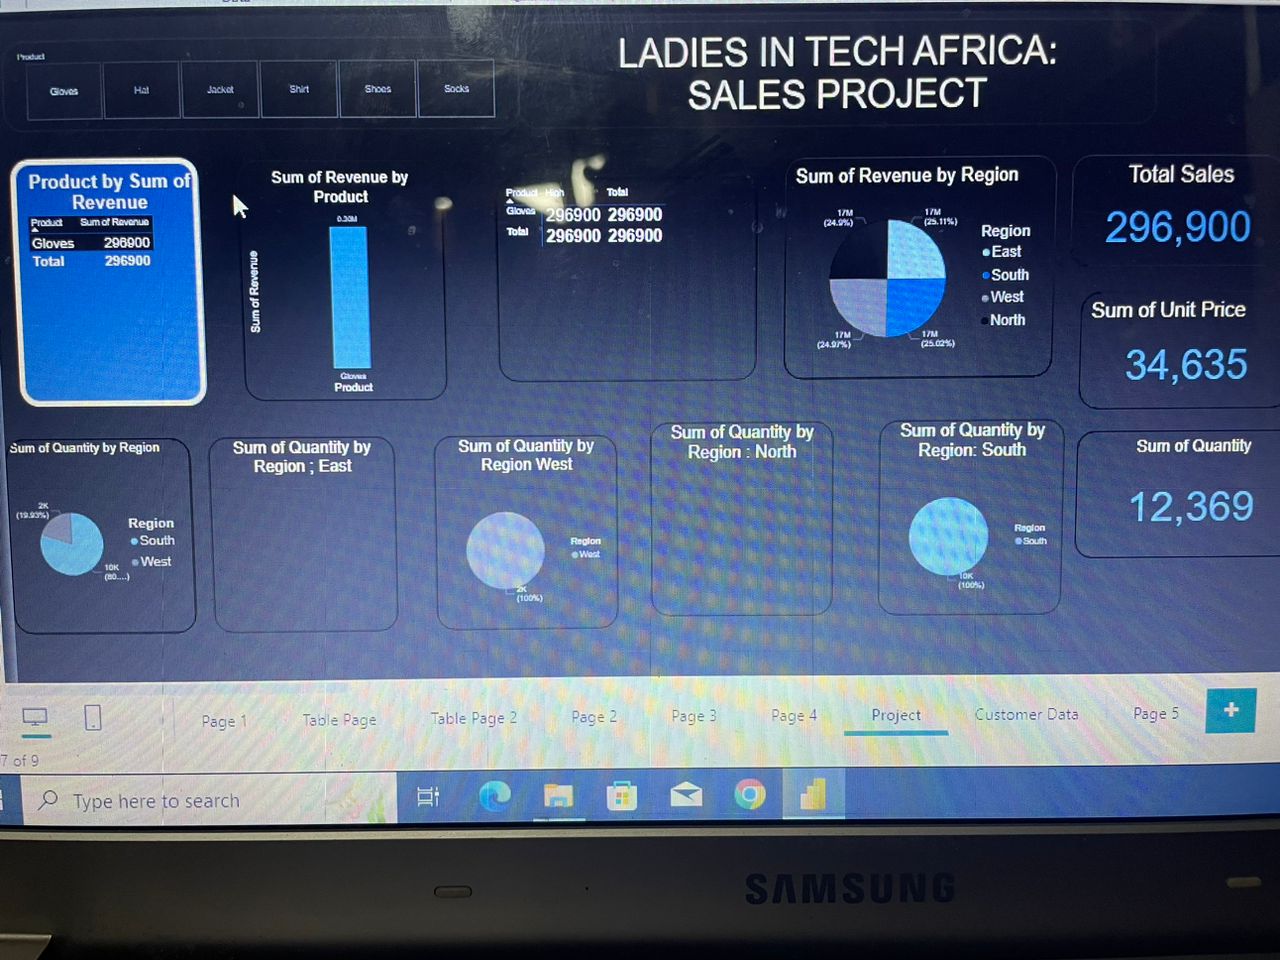 LADIES IN TECH AFRICA:
SALES PROJECT
Product
Gloves Hat Jacket Shirt Shoes Socks
Product by Sum of
Revenue
Product Sum of Revenue
Gloves 296900
Total 296900
Sum of Revenue by
Product
0.30M
Sum of Revenue
Gloves
Product
Product High Total
Gloves 296900 296900
Total 296900 296900
Sum of Revenue by Region
17M
(24.9%)
17M
(25.11%)
17M
(24.97%)
17M
(25.02%)
Region
East
South
West
North
Total Sales
296,900
Sum of Unit Price
34,635
Sum of Quantity by Region
2K
(19.93%)
10K
(80....)
Region
South
West
Sum of Quantity by
Region ; East
Sum of Quantity by
Region West
2K
(100%)
Region
West
Sum of Quantity by
Region : North
Sum of Quantity by
Region: South
10K
(100%)
Region
South
Sum of Quantity
12,369
Page 1 Table Page Table Page 2 Page 2 Page 3 Page 4 Project Customer Data Page 5 +
7 of 9
Type here to search
SAMSUNG